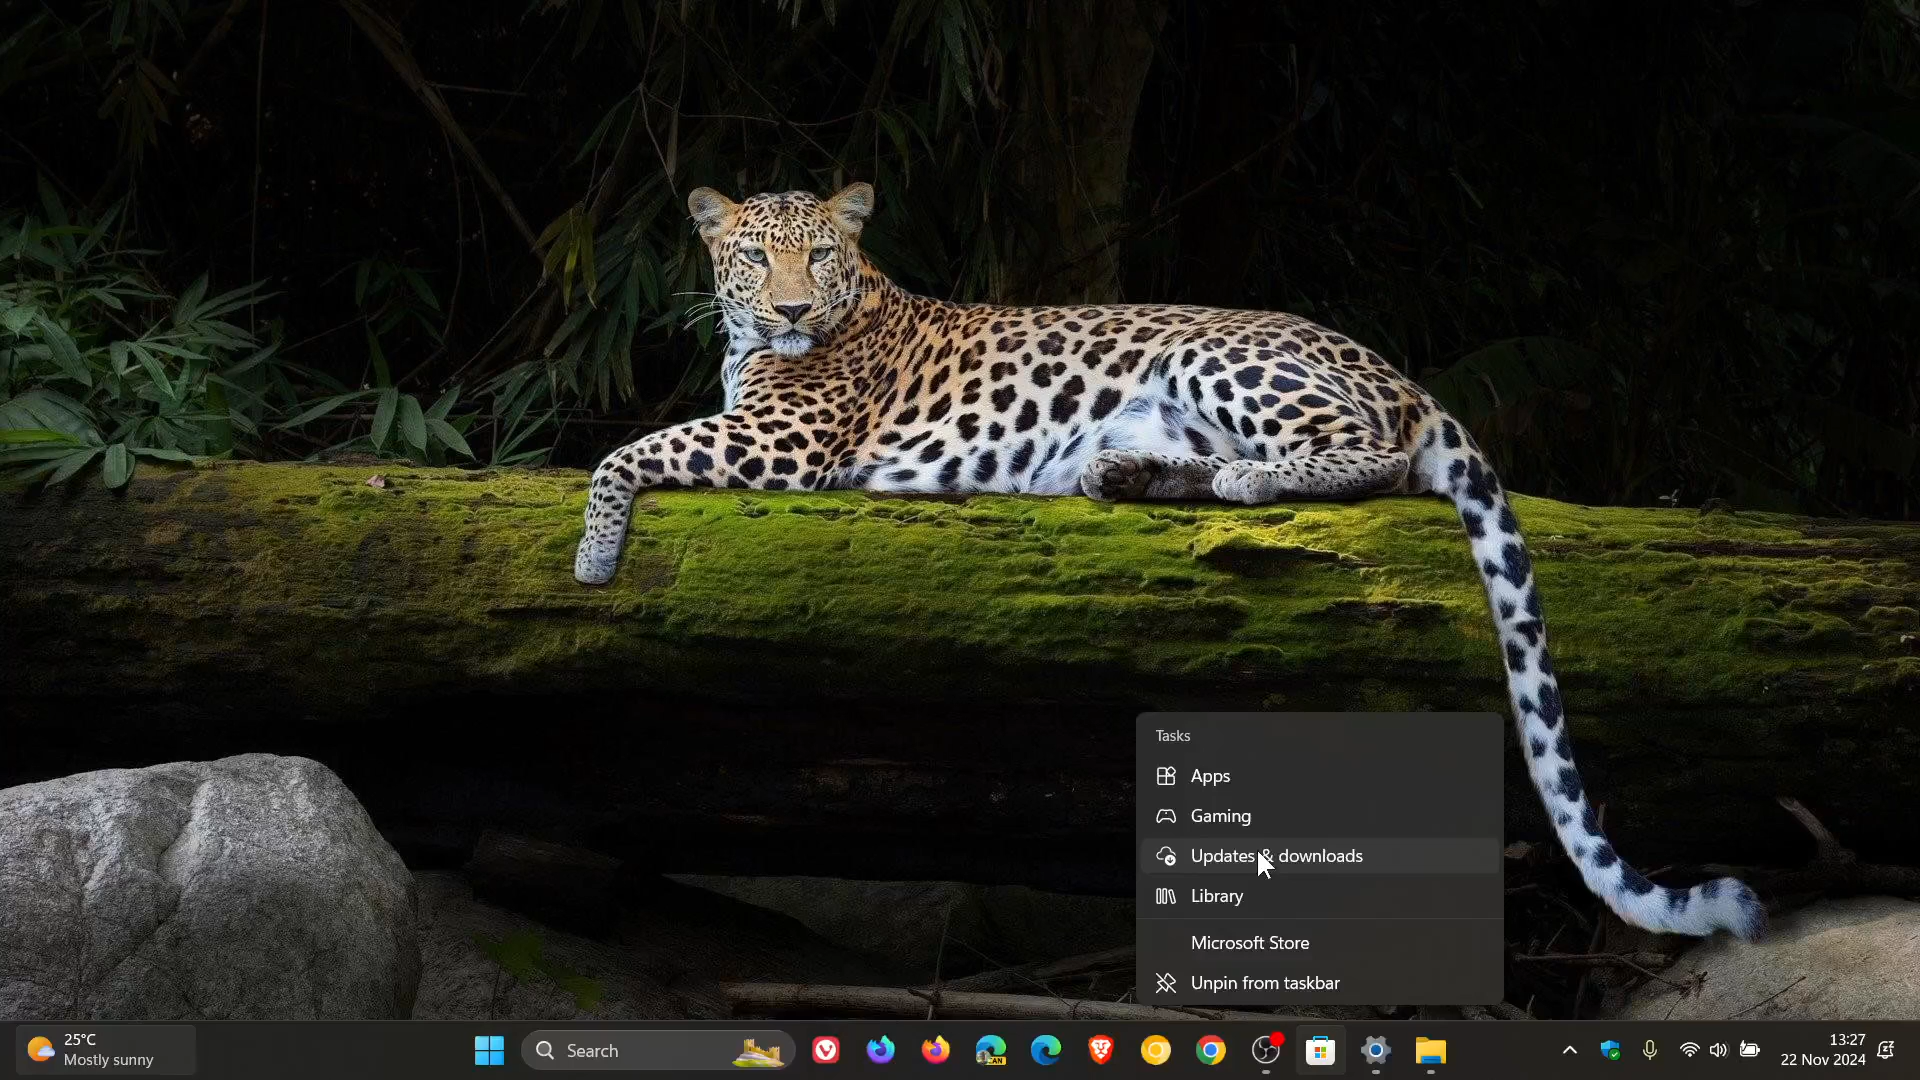 Tasks
Apps
Gaming
Updates & downloads
Library
Microsoft Store
Unpin from taskbar
25°C
Mostly sunny
Search
CAN
13:27
22 Nov 2024